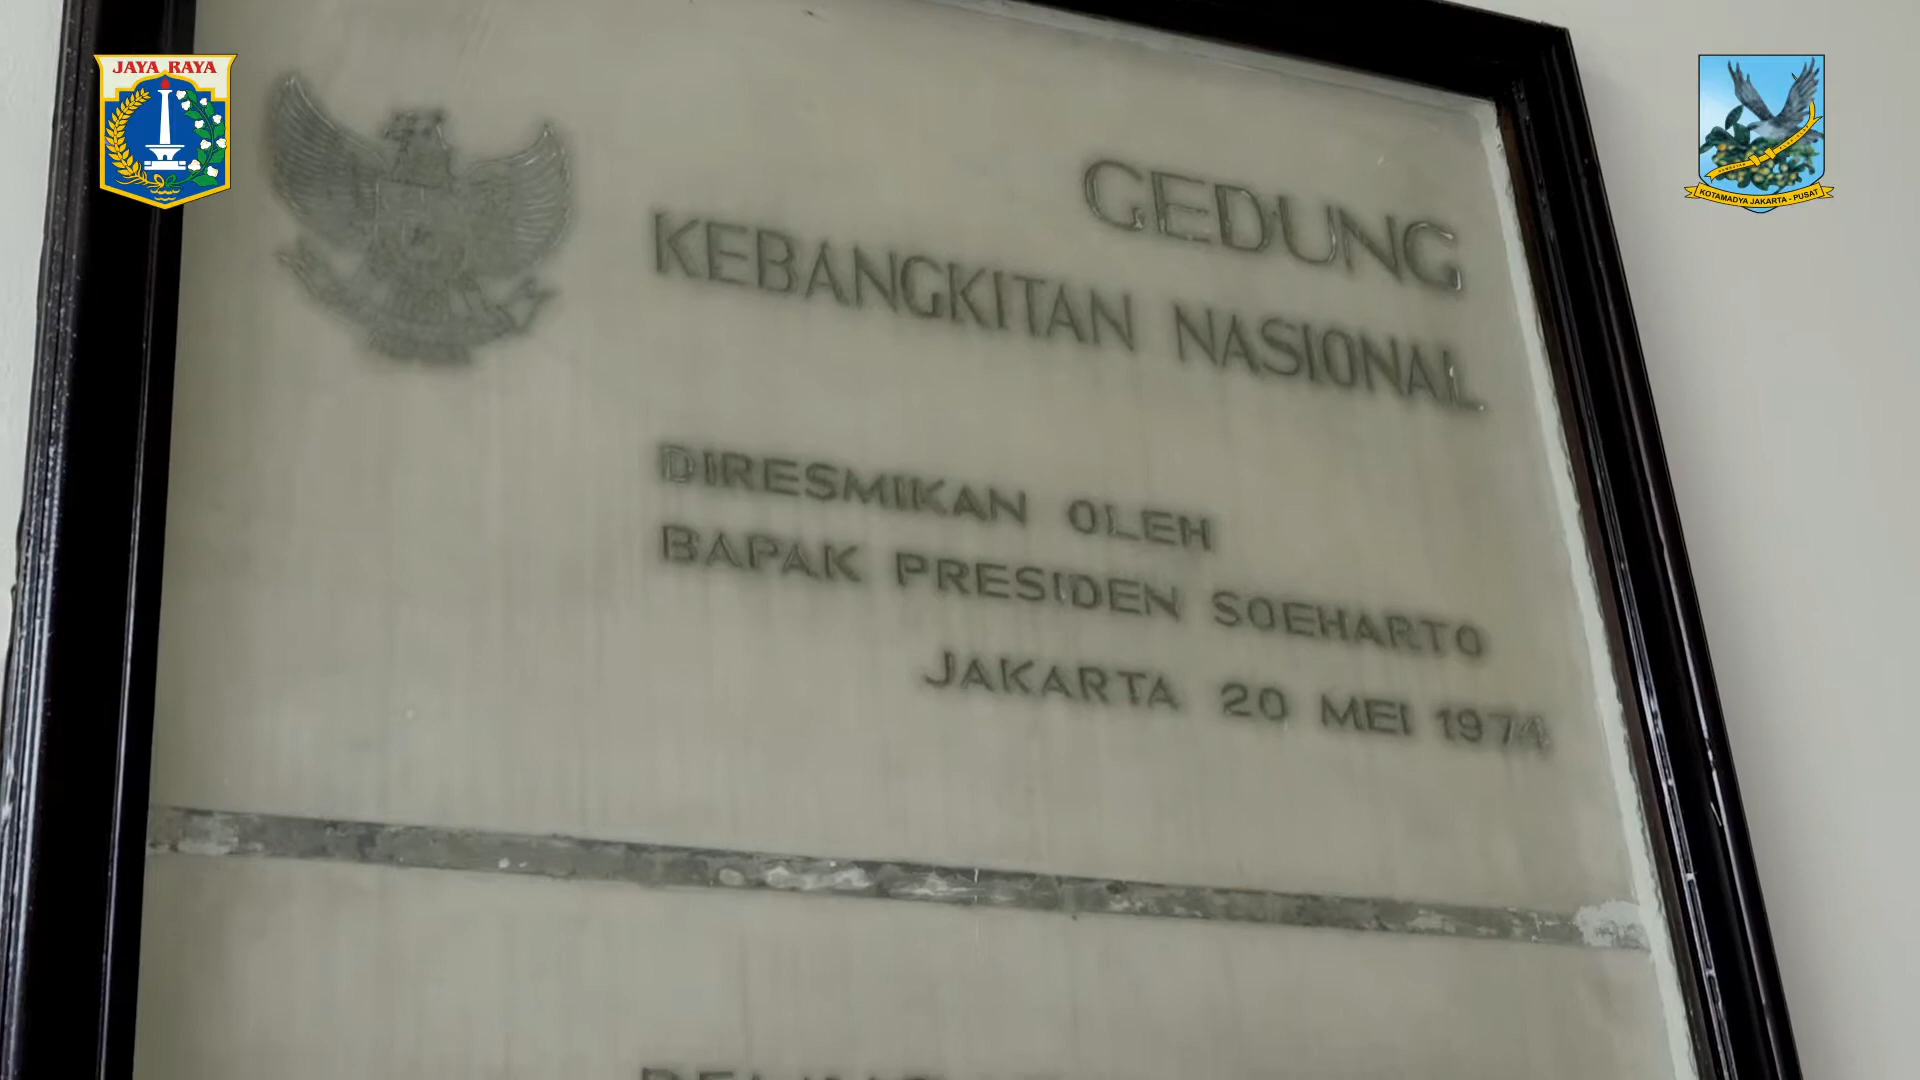 JAYA RAYA
KOTAMADYA JAKARTA - PUSAT
GEDUNG
KEBANGKITAN NASIONAL
DIRESMIKAN OLEH
BAPAK PRESIDEN SOEHARTO
JAKARTA 20 MEI 1974